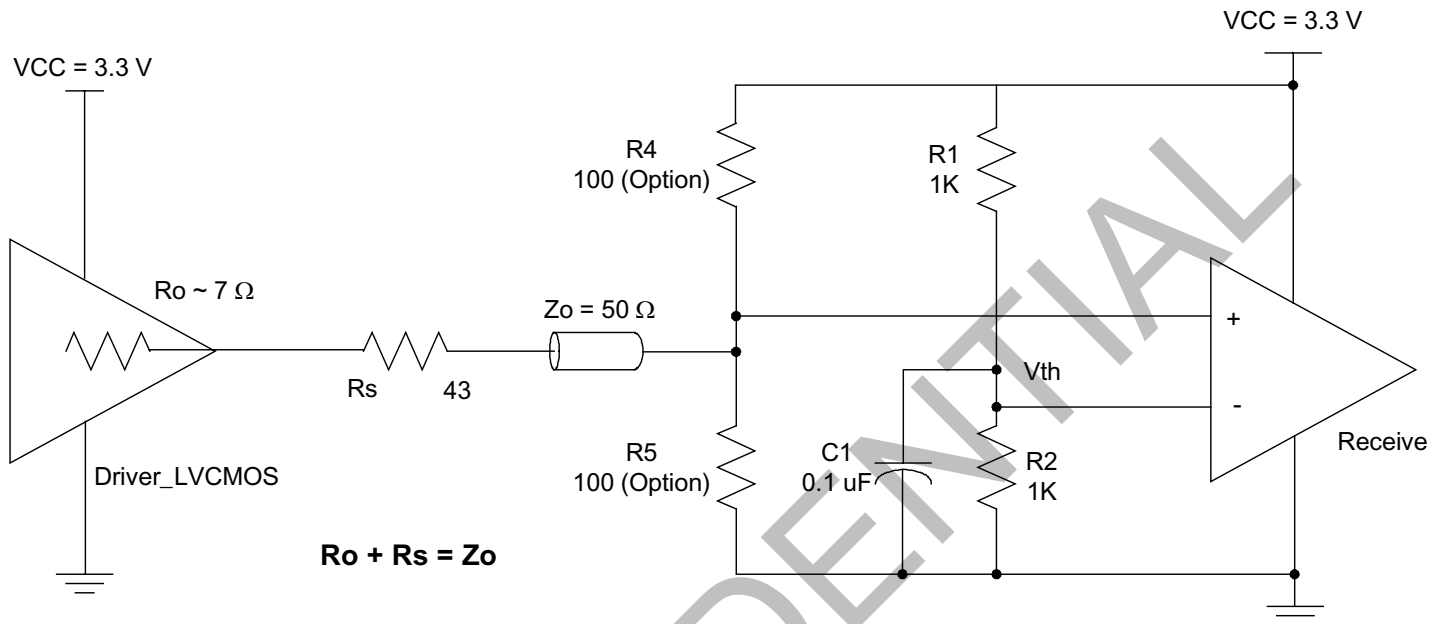 VCC = 3.3 V
VCC = 3.3 V
R4
100 (Option)
R1
1K
Ro ~ 7 Ω
Zo = 50 Ω
+
Rs
43
Vth
-
Driver_LVCMOS
R5
100 (Option)
C1
0.1 uF
R2
1K
Receive
Ro + Rs = Zo
DENTIAL